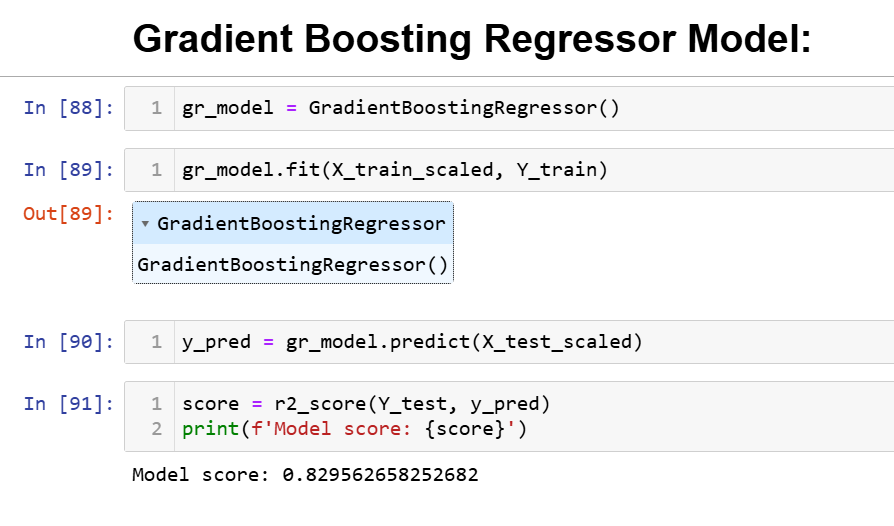 Gradient Boosting Regressor Model:
In [88]: 1 gr_model = GradientBoostingRegressor()
In [89]: 1 gr_model.fit(X_train_scaled, Y_train)
Out[89]: ▾ GradientBoostingRegressor
GradientBoostingRegressor()
In [90]: 1 y_pred = gr_model.predict(X_test_scaled)
In [91]: 1 score = r2_score(Y_test, y_pred)
2 print(f'Model score: {score}')
Model score: 0.829562658252682